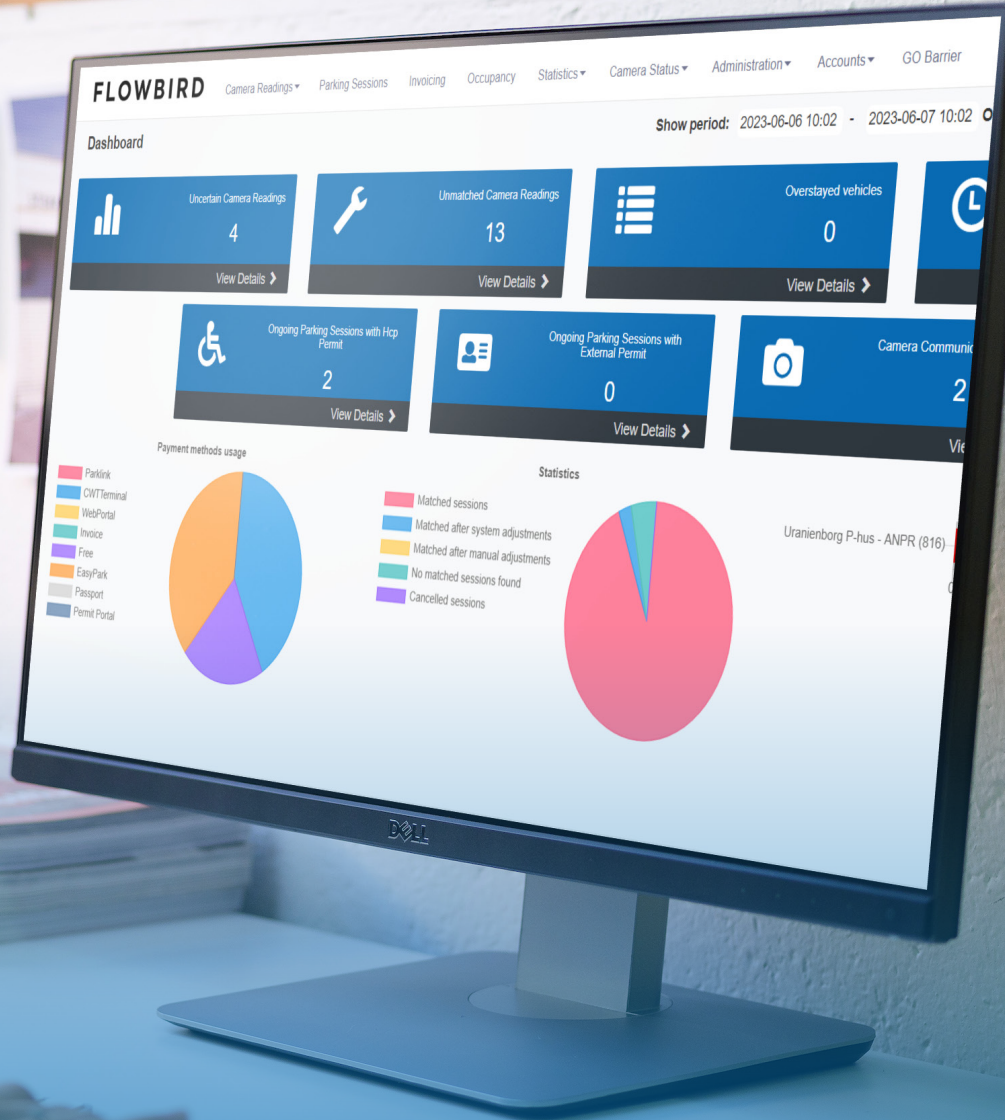 FLOWBIRD Camera Readings Parking Sessions Invoicing Occupancy Statistics Camera Status Administration Accounts GO Barrier
Dashboard
Show period: 2023-06-06 10:02 - 2023-06-07 10:02
Uncertain Camera Readings
4
View Details
Unmatched Camera Readings
13
View Details
Overstayed vehicles
0
View Details
Ongoing Parking Sessions with Hcp
Permit
2
View Details
Ongoing Parking Sessions with
External Permit
0
View Details
Camera Communic
2
Vie
Payment methods usage
Parklink
CWTTerminal
WebPortal
Invoice
Free
EasyPark
Passport
Permit Portal
Statistics
Matched sessions
Matched after system adjustments
Matched after manual adjustments
No matched sessions found
Cancelled sessions
Uranienborg P-hus - ANPR (816)
0
DELL